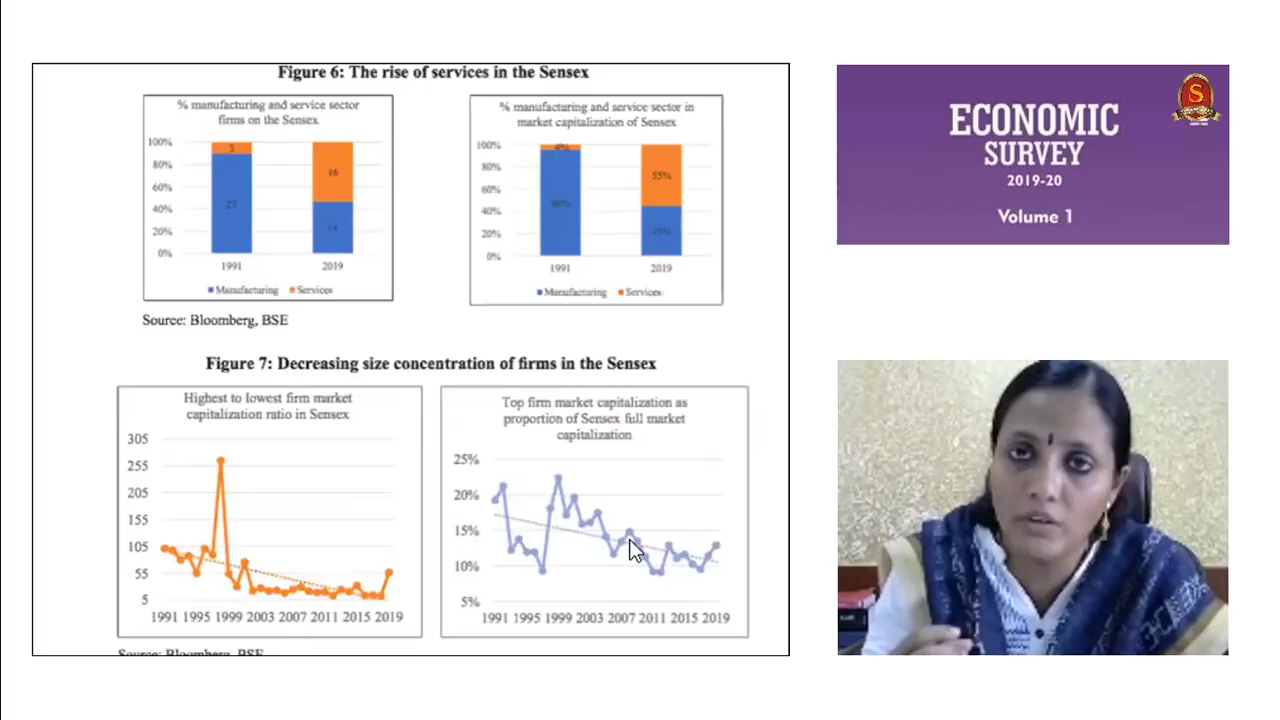 Figure 6: The rise of services in the Sensex
% manufacturing and service sector
firms on the Sensex
100%
80%
60%
40%
20%
0%
3
27
16
14
1991
2019
Manufacturing
Services
% manufacturing and service sector in
market capitalization of Sensex
100%
80%
60%
40%
20%
0%
55%
1991
2019
Manufacturing
Services
Source: Bloomberg, BSE
Figure 7: Decreasing size concentration of firms in the Sensex
Highest to lowest firm market
capitalization ratio in Sensex
305
255
205
155
105
55
5
1991 1995 1999 2003 2007 2011 2015 2019
Top firm market capitalization as
proportion of Sensex full market
capitalization
25%
20%
15%
10%
5%
1991 1995 1999 2003 2007 2011 2015 2019
Source: Bloomberg, BSE
ECONOMIC
SURVEY
2019-20
Volume 1
S